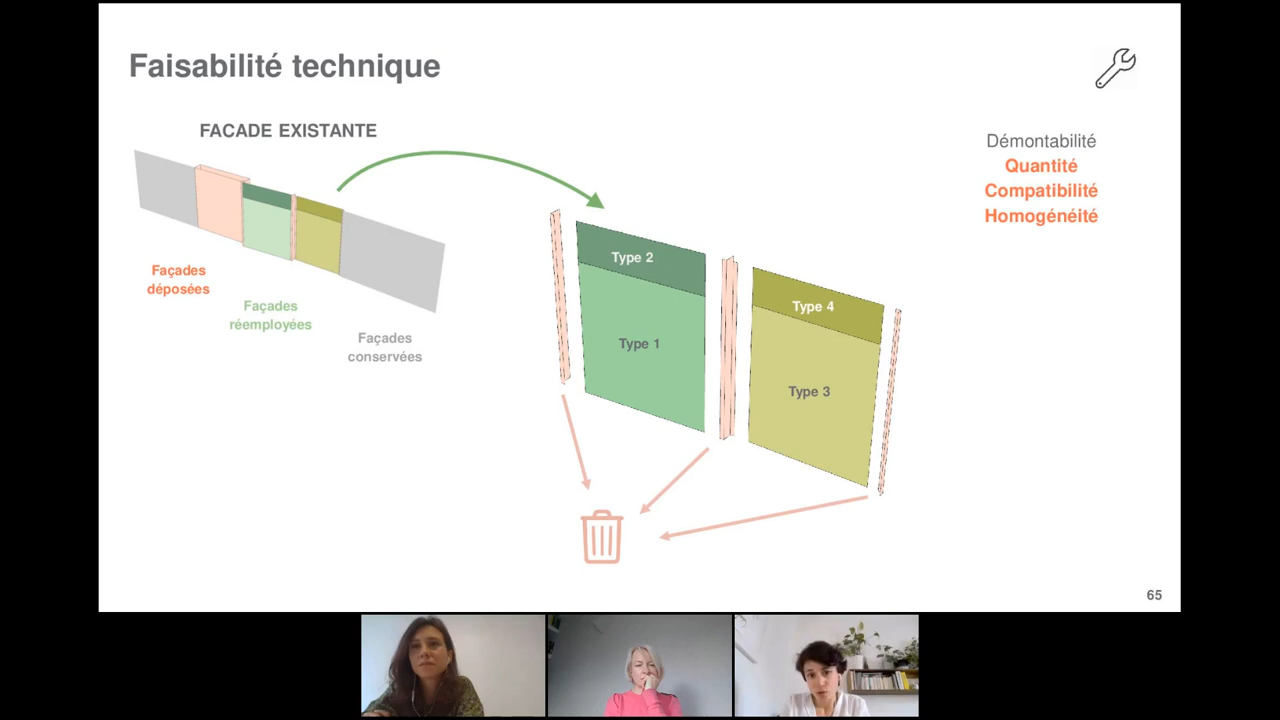 Faisabilité technique
FACADE EXISTANTE
Démontabilité
Quantité
Compatibilité
Homogénéité
Façades
déposées
Façades
réemployées
Façades
conservées
Type 2
Type 1
Type 4
Type 3
65